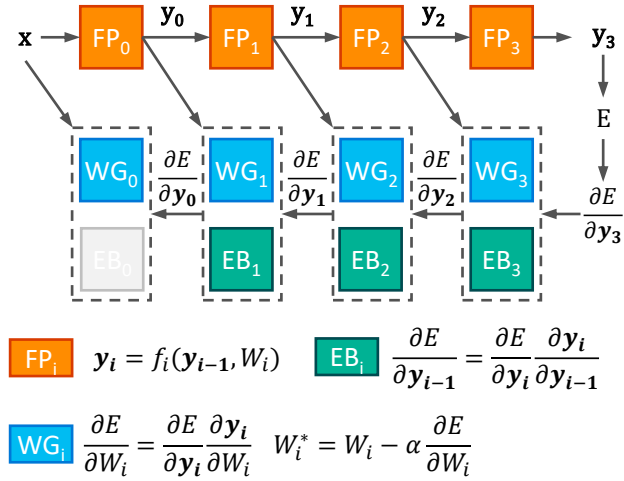 x FP₀ y₀ FP₁ y₁ FP₂ y₂ FP₃ y₃
E
WG₀ ∂E/∂y₀ WG₁ ∂E/∂y₁ WG₂ ∂E/∂y₂ WG₃ ∂E/∂y₃
EB₀ EB₁ EB₂ EB₃
FPᵢ yᵢ = fᵢ(yᵢ₋₁, Wᵢ) EBᵢ ∂E/∂yᵢ₋₁ = ∂E/∂yᵢ ∂yᵢ/∂yᵢ₋₁
WGᵢ ∂E/∂Wᵢ = ∂E/∂yᵢ ∂yᵢ/∂Wᵢ Wᵢ* = Wᵢ − α ∂E/∂Wᵢ